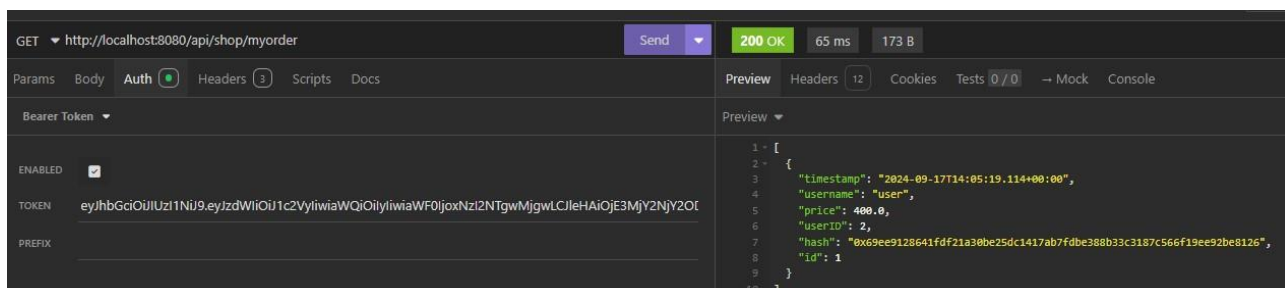 GET http://localhost:8080/api/shop/myorder Send
200 OK 65 ms 173 B
Params Body Auth Headers 3 Scripts Docs
Preview Headers 12 Cookies Tests 0 / 0 → Mock Console
Bearer Token
Preview
ENABLED
TOKEN
PREFIX
1 [
2 {
3 "timestamp": "2024-09-17T14:05:19.114+00:00",
4 "username": "user",
5 "price": 400.0,
6 "userID": 2,
7 "hash": "0x69ee9128641fdf21a30be25dc1417ab7fdbe388b33c3187c566f19ee92be8126",
8 "id": 1
9 }